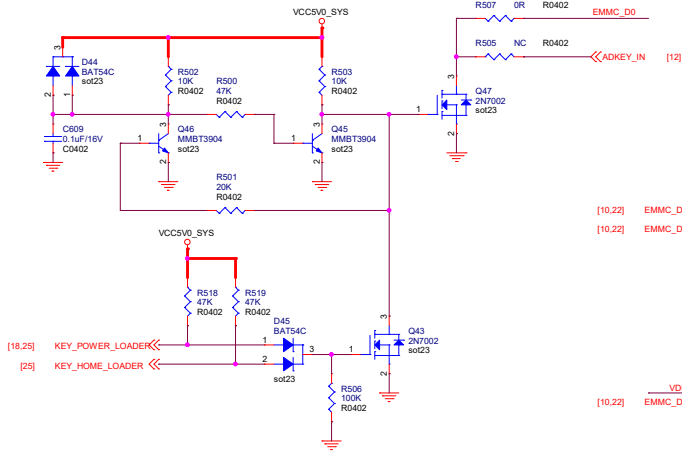 R507 0R R0402
EMMC_D0
VCC5V0_SYS
R505 NC R0402
ADKEY_IN [12]
3
D44
BAT54C
sot23
2
1
R502
10K
R0402
R500
47K
R0402
R503
10K
R0402
3
Q47
2N7002
sot23
1
2
C609
0.1uF/16V
C0402
3
Q46
MMBT3904
sot23
1
2
3
Q45
MMBT3904
sot23
1
2
R501
20K
R0402
VCC5V0_SYS
[10,22] EMMC_D
[10,22] EMMC_D
R518
47K
R0402
R519
47K
R0402
D45
BAT54C
sot23
1
2
3
3
Q43
2N7002
sot23
1
2
[18,25] KEY_POWER_LOADER
[25] KEY_HOME_LOADER
R506
100K
R0402
VD
[10,22] EMMC_D